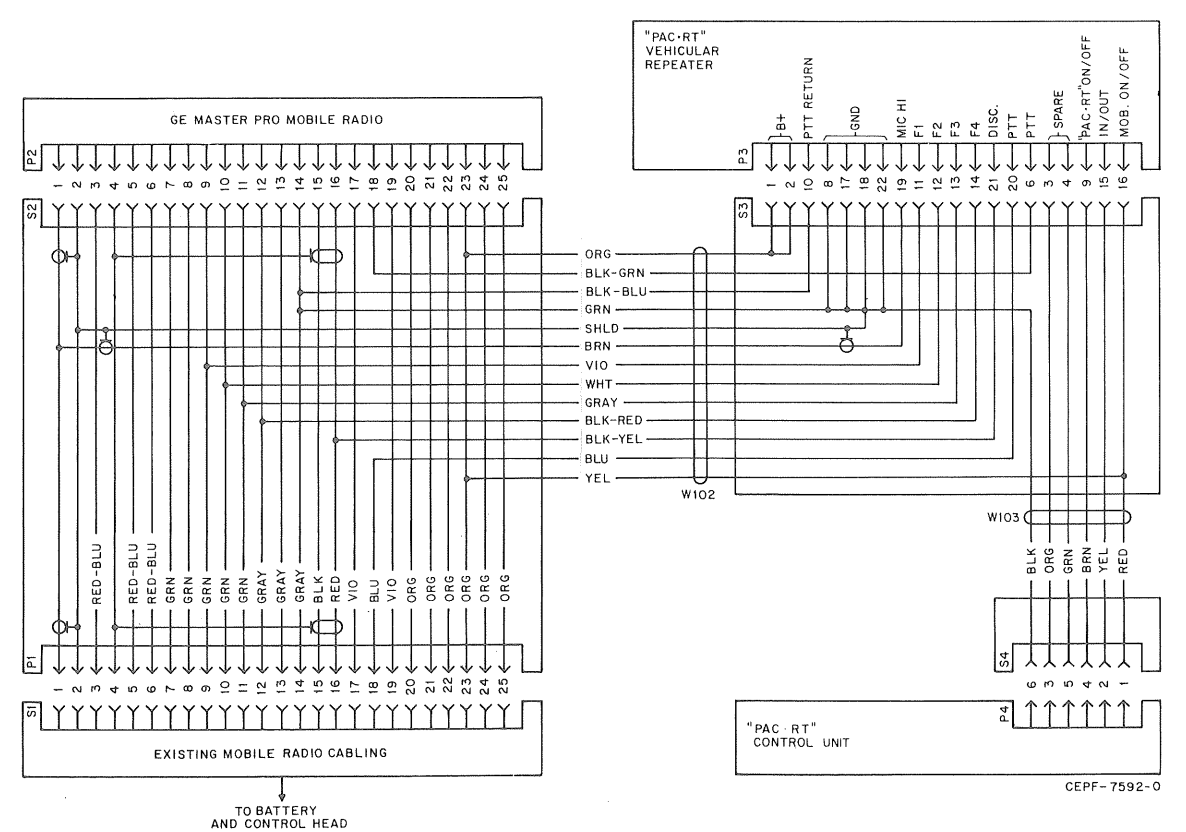 "PAC·RT"
VEHICULAR
REPEATER
B+
PTT RETURN
GND
MIC HI
F1
F2
F3
F4
DISC.
PTT
PTT
SPARE
"PAC-RT" ON/OFF
IN/OUT
MOB. ON/OFF
P3
1 2 10 8 17 18 22 19 11 12 13 14 21 20 6 3 4 9 15 16
S3
GE MASTER PRO MOBILE RADIO
P2
1 2 3 4 5 6 7 8 9 10 11 12 13 14 15 16 17 18 19 20 21 22 23 24 25
S2
ORG
BLK-GRN
BLK-BLU
GRN
SHLD
BRN
VIO
WHT
GRAY
BLK-RED
BLK-YEL
BLU
YEL
W102
W103
RED-BLU
RED-BLU
RED-BLU
GRN
GRN
GRN
GRN
GRN
GRAY
GRAY
GRAY
BLK
RED
VIO
BLU
VIO
ORG
ORG
ORG
ORG
ORG
ORG
BLK
ORG
GRN
BRN
YEL
RED
P1
1 2 3 4 5 6 7 8 9 10 11 12 13 14 15 16 17 18 19 20 21 22 23 24 25
S1
S4
6 3 5 4 2 1
P4
EXISTING MOBILE RADIO CABLING
"PAC·RT"
CONTROL UNIT
CEPF-7592-O
TO BATTERY
AND CONTROL HEAD